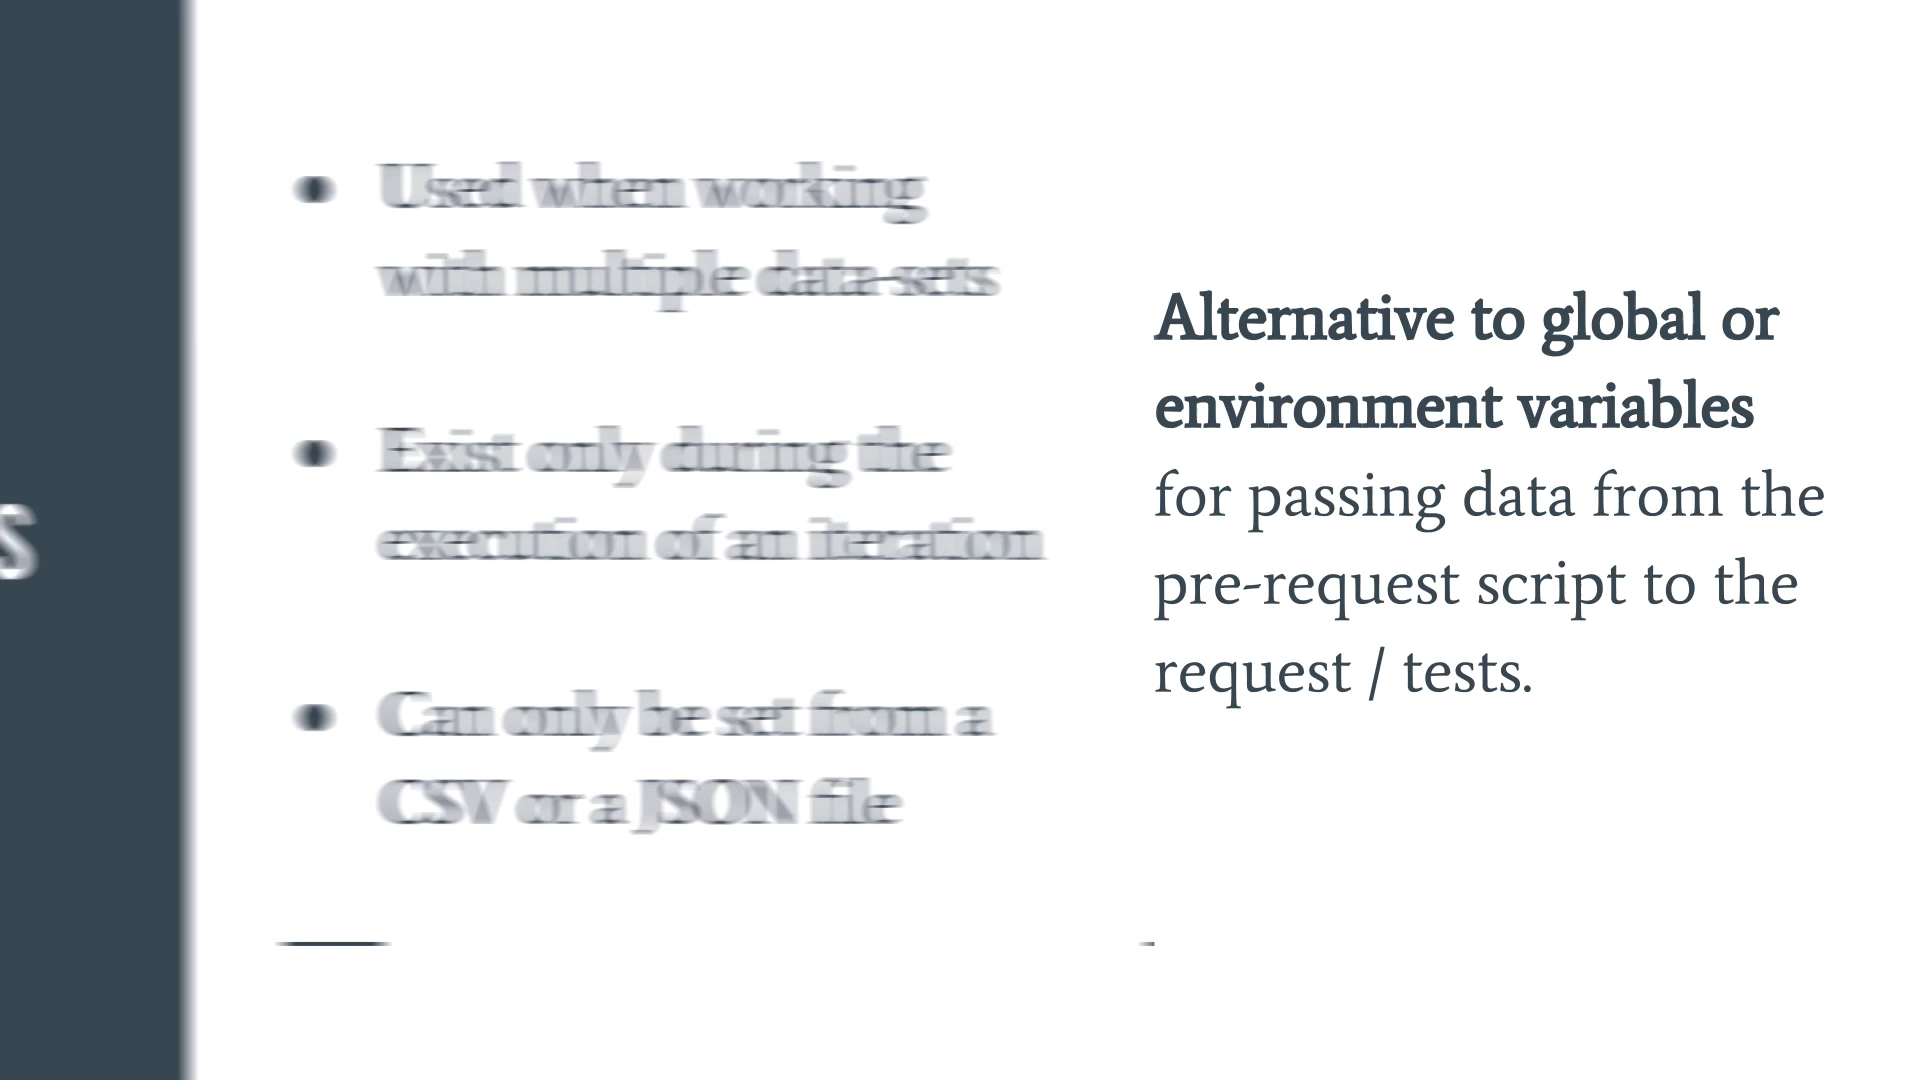 s
Used when working
with multiple data-sets
Exist only during the
execution of an iteration
Can only be set from a
CSV or a JSON file
Alternative to global or
environment variables
for passing data from the
pre-request script to the
request / tests.